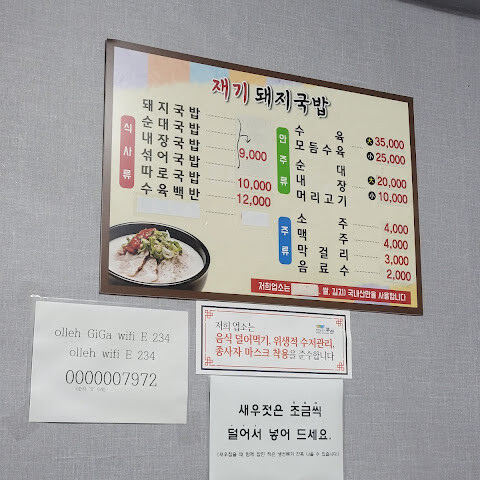 재기 돼지국밥
식사류
돼지국밥
순대국밥
내장국밥
섞어국밥 9,000
따로국밥 10,000
수육백반 12,000
안주류
수육 大 35,000
모듬수육 小 25,000
순대
내장 大 20,000
머리고기 小 10,000
주류
소주 4,000
맥주 4,000
막걸리 3,000
음료수 2,000
저희업소는 쌀, 김치) 국내산만을 사용합니다
olleh GiGa wifi E 234
olleh wifi E 234
0000007972
저희 업소는
음식 덜어먹기, 위생적 수저관리,
종사자 마스크 착용을 준수합니다
새우젓은 조금씩
덜어서 넣어 드세요.